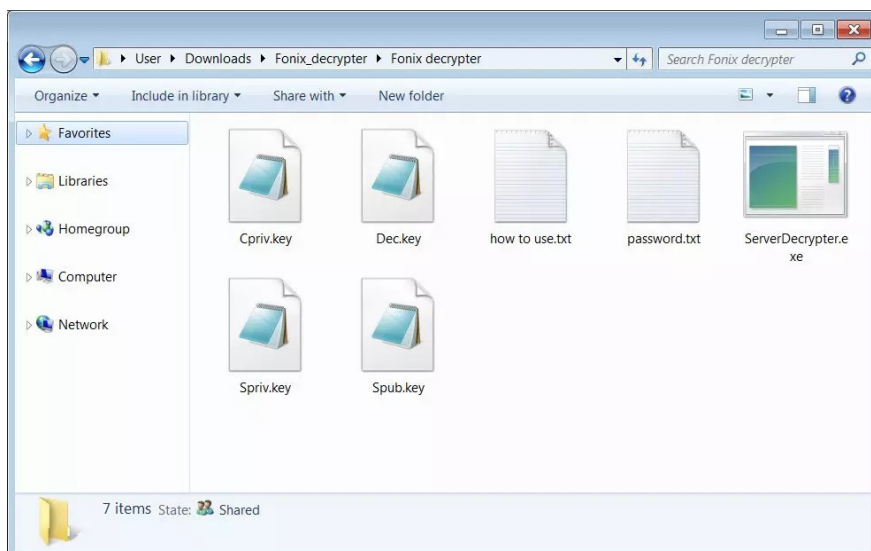 User Downloads Fonix_decrypter Fonix decrypter
Search Fonix decrypter
Organize Include in library Share with New folder
Favorites
Libraries
Homegroup
Computer
Network
Cpriv.key Dec.key how to use.txt password.txt ServerDecrypter.e
xe
Spriv.key Spub.key
7 items State: Shared